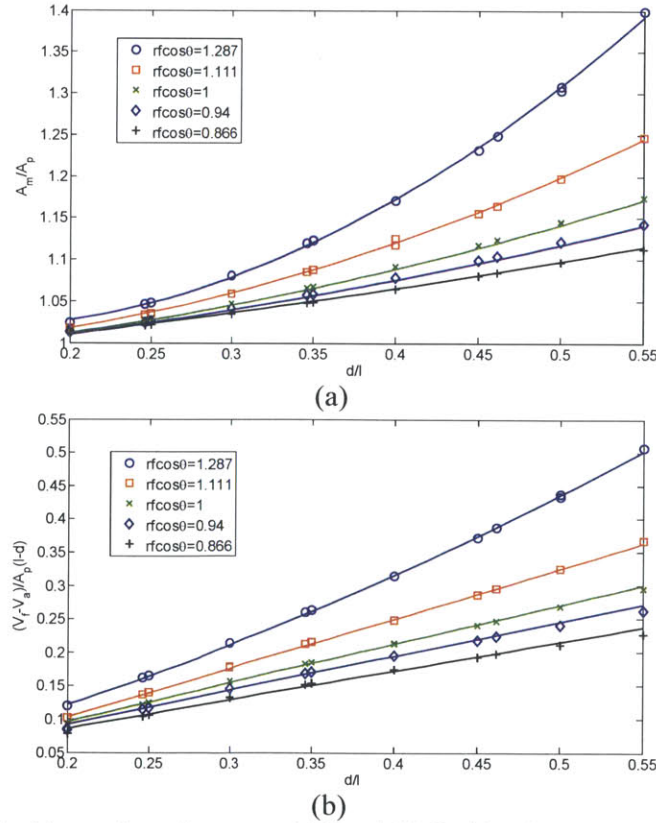 1.4
1.35
1.3
1.25
1.2
1.15
1.1
1.05
1
A_m/A_p
rfcosθ=1.287
rfcosθ=1.111
rfcosθ=1
rfcosθ=0.94
rfcosθ=0.866
0.2 0.25 0.3 0.35 0.4 0.45 0.5 0.55
d/l
(a)
0.55
0.5
0.45
0.4
0.35
0.3
0.25
0.2
0.15
0.1
0.05
(V_f-V_a)/A_p(l-d)
rfcosθ=1.287
rfcosθ=1.111
rfcosθ=1
rfcosθ=0.94
rfcosθ=0.866
0.2 0.25 0.3 0.35 0.4 0.45 0.5 0.55
d/l
(b)